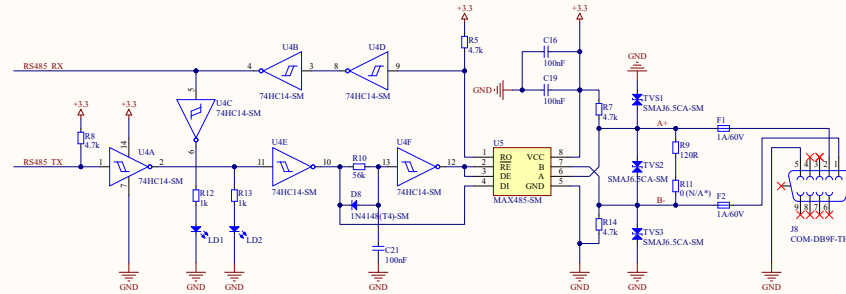 +3.3
+3.3
U4B
U4D
R5
4.7k
C16
100nF
GND
RS485_RX
4
3
8
9
74HC14-SM
74HC14-SM
GND
C19
100nF
TVS1
SMAJ6.5CA-SM
5
U4C
74HC14-SM
6
+3.3
+3.3
R8
4.7k
14
U4A
R7
4.7k
A+
F1
1A/60V
U4E
U4F
U5
R9
120R
RS485_TX
1
2
7
74HC14-SM
11
10
74HC14-SM
R10
56k
13
12
74HC14-SM
1
2
3
4
RO
RE
DE
DI
VCC
B
A
GND
8
7
6
5
MAX485-SM
TVS2
SMAJ6.5CA-SM
R11
0 (N/A*)
5
4
3
2
1
R12
1k
R13
1k
D8
1N4148(T4)-SM
B-
F2
1A/60V
9
8
7
6
LD1
LD2
C21
100nF
R14
4.7k
TVS3
SMAJ6.5CA-SM
J8
COM-DB9F-TH
GND
GND
GND
GND
GND
GND
GND